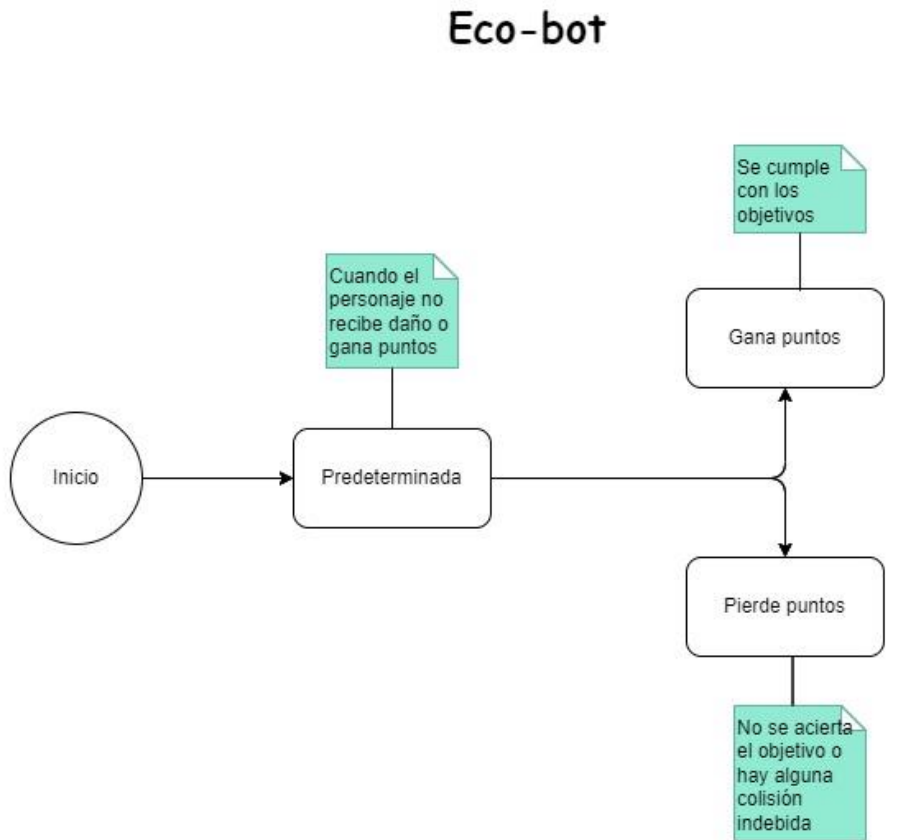 Eco-bot
Se cumple
con los
objetivos
Cuando el
personaje no
recibe daño o
gana puntos
Gana puntos
Inicio
Predeterminada
Pierde puntos
No se acierta
el objetivo o
hay alguna
colisión
indebida